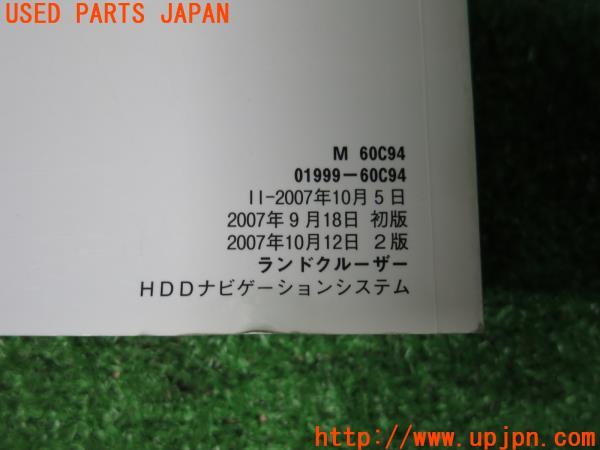 USED PARTS JAPAN
M 60C94
01999-60C94
II-2007年10月5日
2007年9月18日 初版
2007年10月12日 2版
ランドクルーザー
HDDナビゲーションシステム
http://www.upjpn.com/